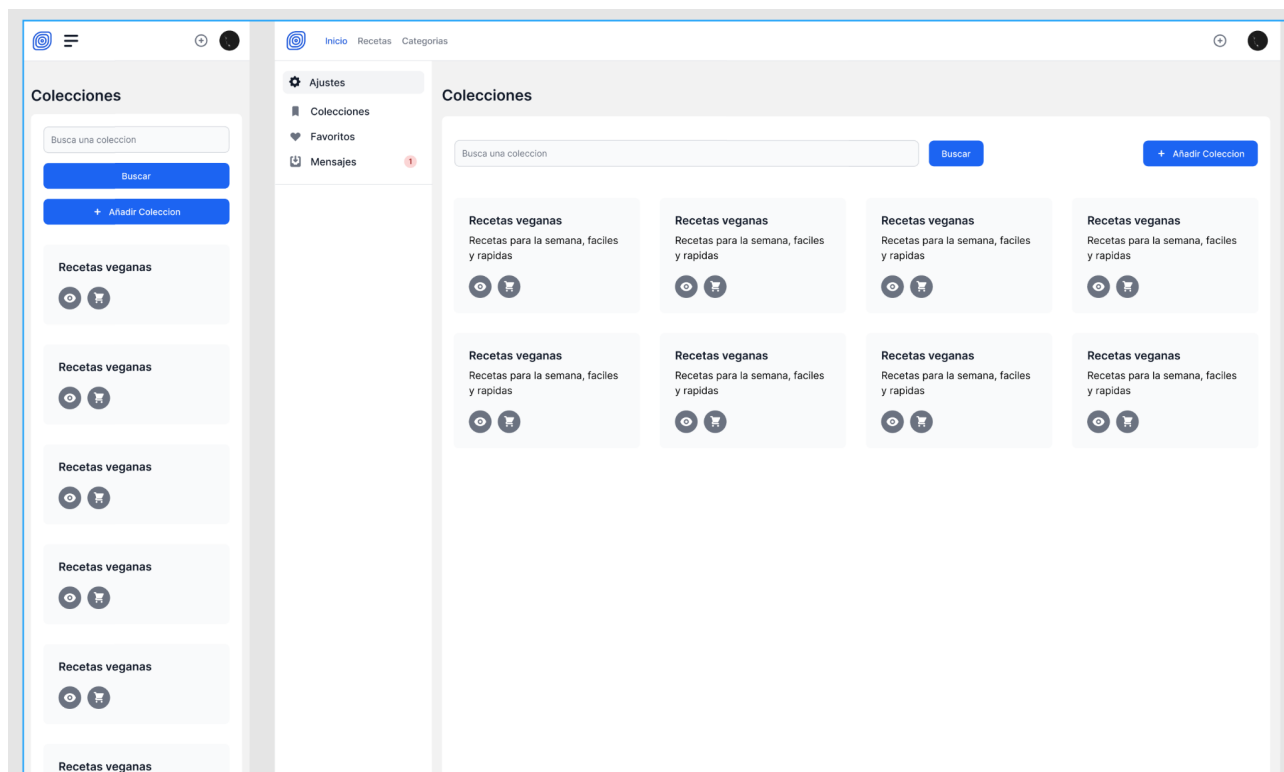 Colecciones
Busca una coleccion
Buscar
+ Añadir Coleccion
Recetas veganas
Recetas veganas
Recetas veganas
Recetas veganas
Recetas veganas
Recetas veganas
Inicio Recetas Categorias
Ajustes
Colecciones
Favoritos
Mensajes 1
Colecciones
Busca una coleccion Buscar + Añadir Coleccion
Recetas veganas
Recetas para la semana, faciles
y rapidas
Recetas veganas
Recetas para la semana, faciles
y rapidas
Recetas veganas
Recetas para la semana, faciles
y rapidas
Recetas veganas
Recetas para la semana, faciles
y rapidas
Recetas veganas
Recetas para la semana, faciles
y rapidas
Recetas veganas
Recetas para la semana, faciles
y rapidas
Recetas veganas
Recetas para la semana, faciles
y rapidas
Recetas veganas
Recetas para la semana, faciles
y rapidas